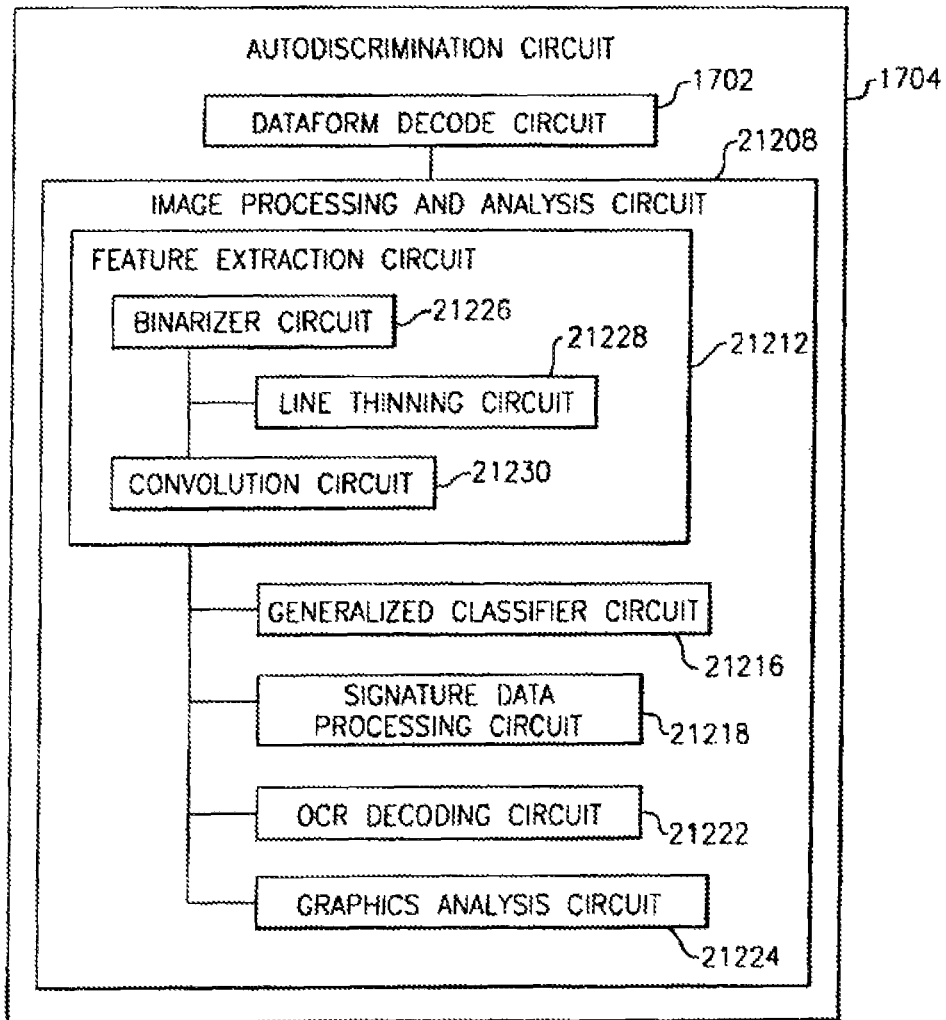 AUTODISCRIMINATION CIRCUIT
1702
1704
DATAFORM DECODE CIRCUIT
21208
IMAGE PROCESSING AND ANALYSIS CIRCUIT
FEATURE EXTRACTION CIRCUIT
BINARIZER CIRCUIT
21226
21228
21212
LINE THINNING CIRCUIT
CONVOLUTION CIRCUIT
21230
GENERALIZED CLASSIFIER CIRCUIT
21216
SIGNATURE DATA
PROCESSING CIRCUIT
21218
OCR DECODING CIRCUIT
21222
GRAPHICS ANALYSIS CIRCUIT
21224